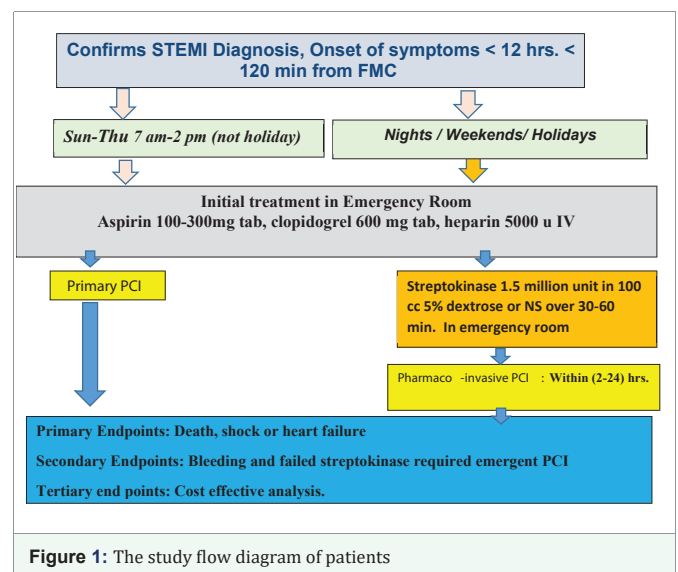 Confirms STEMI Diagnosis, Onset of symptoms < 12 hrs. <
120 min from FMC
Sun-Thu 7 am-2 pm (not holiday)
Nights / Weekends/ Holidays
Initial treatment in Emergency Room
Aspirin 100-300mg tab, clopidogrel 600 mg tab, heparin 5000 u IV
Primary PCI
Streptokinase 1.5 million unit in 100
cc 5% dextrose or NS over 30-60
min. In emergency room
Pharmaco -invasive PCI : Within (2-24) hrs.
Primary Endpoints: Death, shock or heart failure
Secondary Endpoints: Bleeding and failed streptokinase required emergent PCI
Tertiary end points: Cost effective analysis.
Figure 1: The study flow diagram of patients